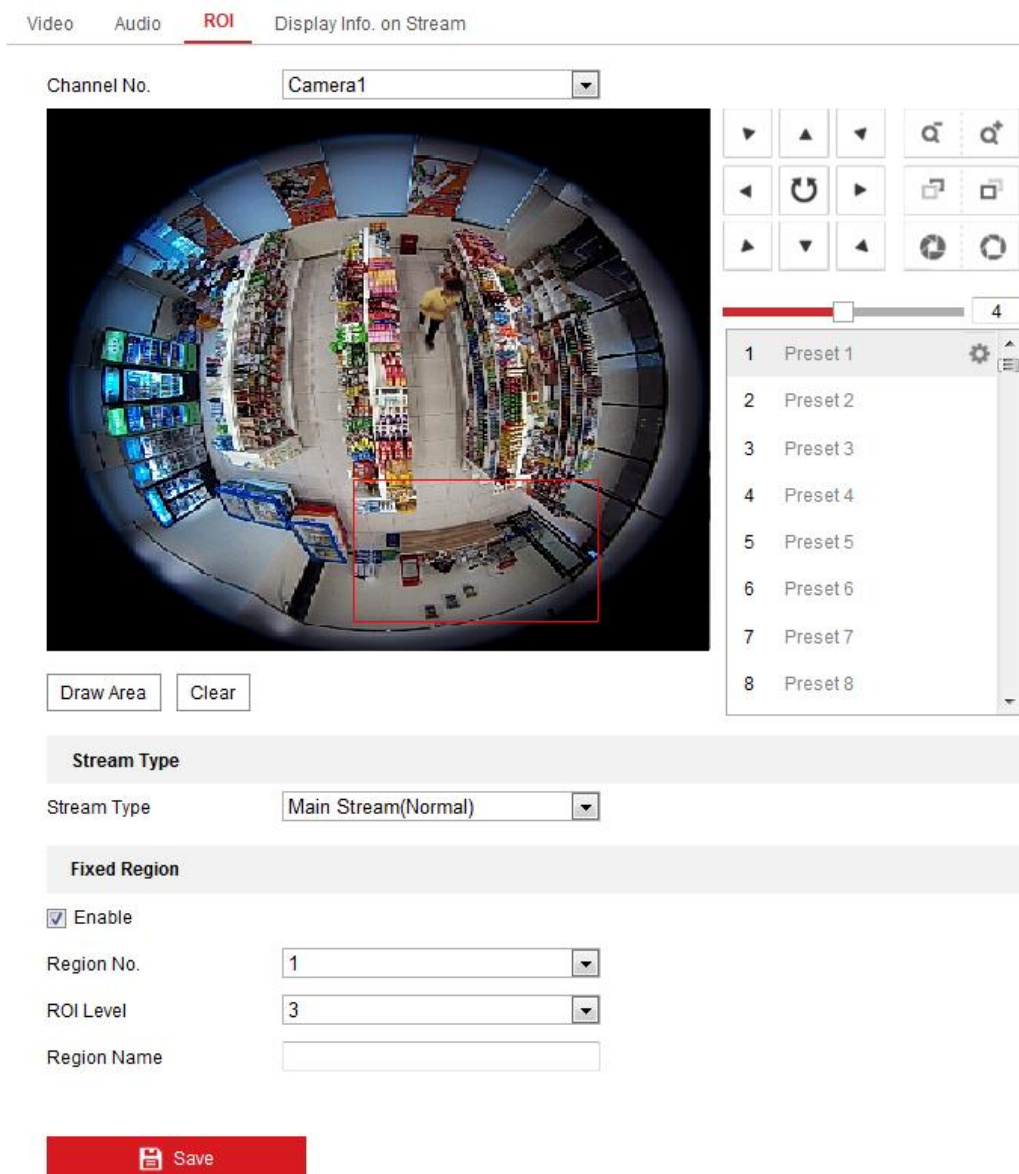 Video Audio ROI Display Info. on Stream
Channel No. Camera1
4
1 Preset 1
2 Preset 2
3 Preset 3
4 Preset 4
5 Preset 5
6 Preset 6
7 Preset 7
8 Preset 8
Draw Area Clear
Stream Type
Stream Type Main Stream(Normal)
Fixed Region
Enable
Region No. 1
ROI Level 3
Region Name
Save